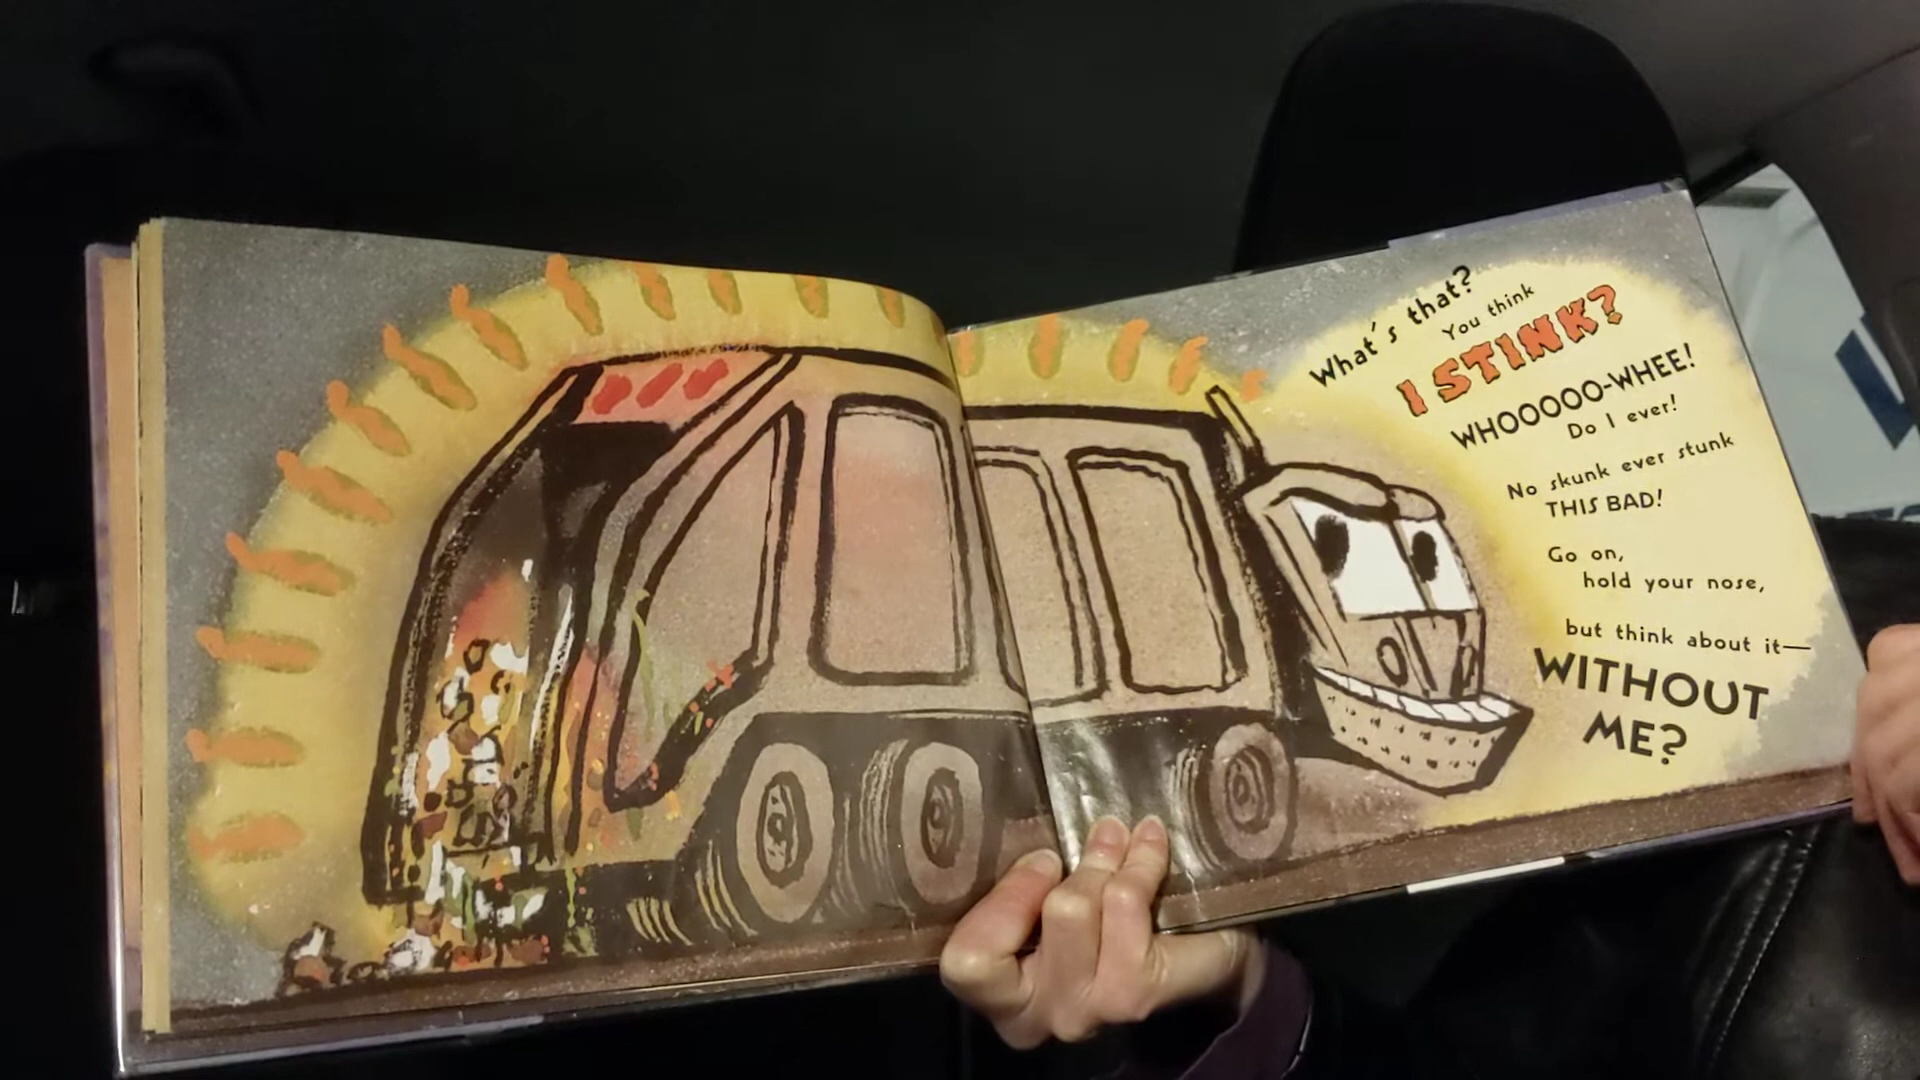 What's that?
You think
I STINK?
WHOOOOO-WHEE!
Do I ever!
No skunk ever stunk
THIS BAD!
Go on,
hold your nose,
but think about it—
WITHOUT
ME?